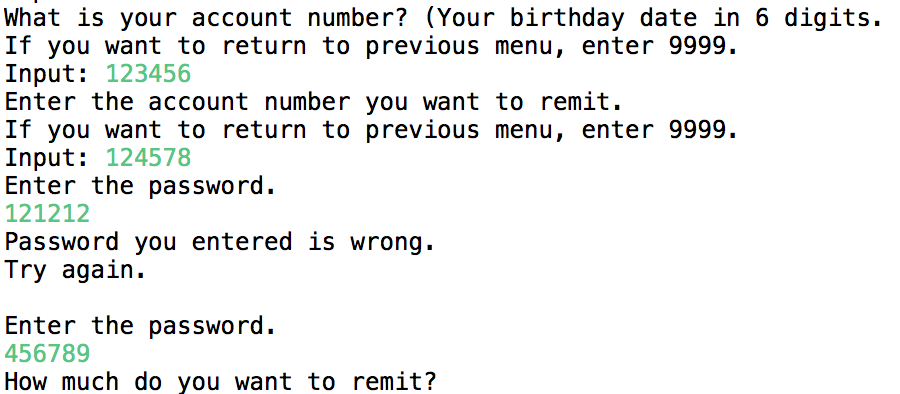 What is your account number? (Your birthday date in 6 digits.
If you want to return to previous menu, enter 9999.
Input: 123456
Enter the account number you want to remit.
If you want to return to previous menu, enter 9999.
Input: 124578
Enter the password.
121212
Password you entered is wrong.
Try again.
Enter the password.
456789
How much do you want to remit?